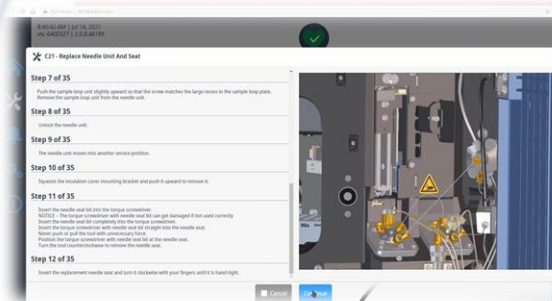 8:40:42 AM | Jul 14, 2021
C21 - Replace Needle Unit And Seat
Step 7 of 35
Push the sample loop unit slightly upward so that the screw matches the large recess in the sample loop plate.
Remove the sample loop unit from the needle unit.
Step 8 of 35
Unlock the needle unit.
Step 9 of 35
The needle unit moves into another service position.
Step 10 of 35
Squeeze the insulation cover mounting bracket and push it upward to remove it.
Step 11 of 35
Insert the needle seat bit into the torque screwdriver.
NOTICE - The torque screwdriver with needle seat bit can get damaged if not used correctly
Insert the needle seat bit completely into the torque screwdriver.
Insert the torque screwdriver with needle seat bit straight into the needle seat.
Never push or pull the tool with unnecessary force.
Position the torque screwdriver with needle seat bit at the needle seat.
Turn the tool counterclockwise to remove the needle seat.
Step 12 of 35
Insert the replacement needle seat and turn it clockwise with your fingers until it is hand-tight.
Cancel
Continue